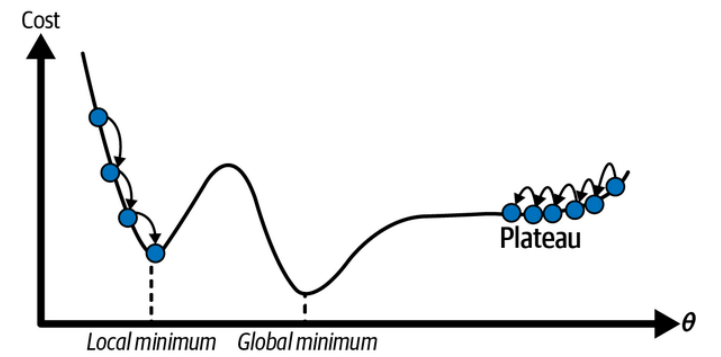 Cost
Plateau
θ
Local minimum Global minimum